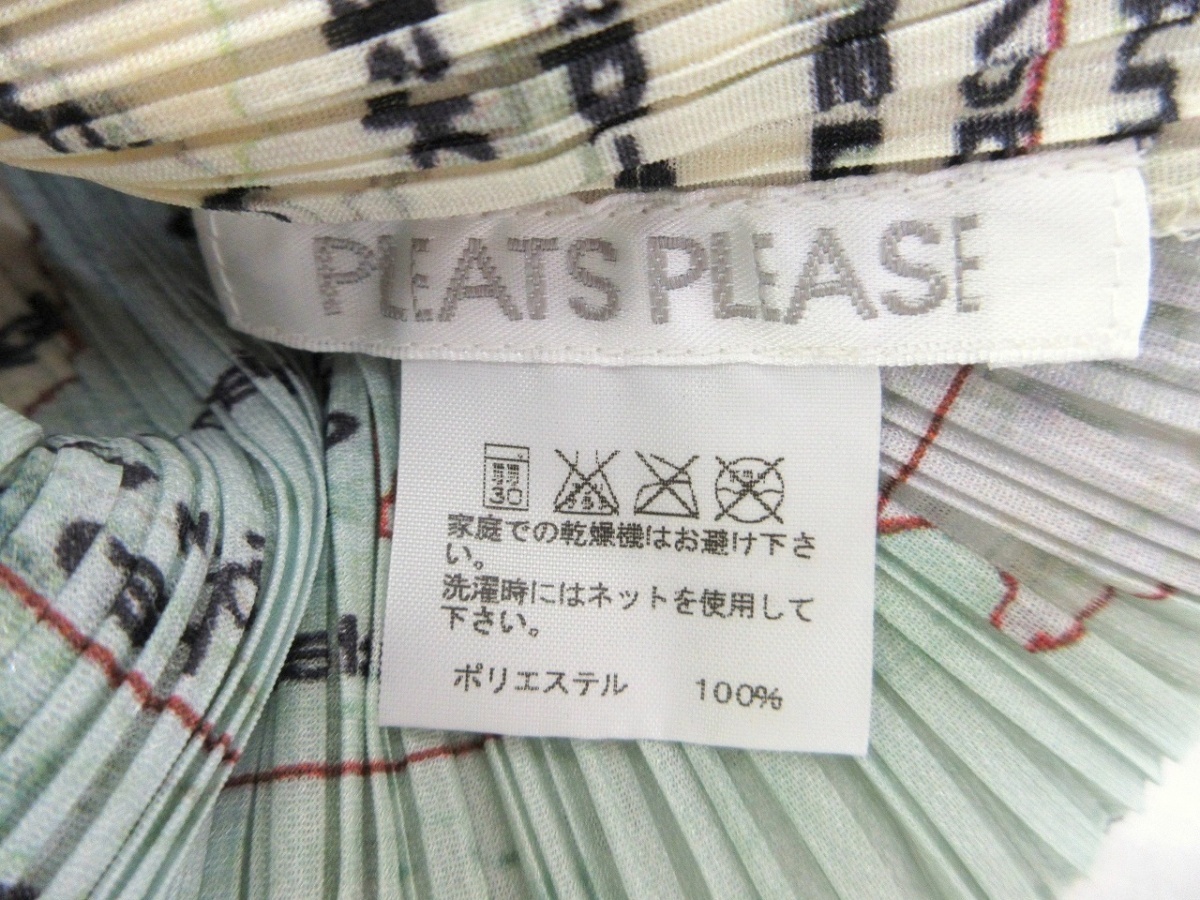 PLEATS PLEASE
弱
30
家庭での乾燥機はお避け下さ
い。
洗濯時にはネットを使用して
下さい。
ポリエステル 100%